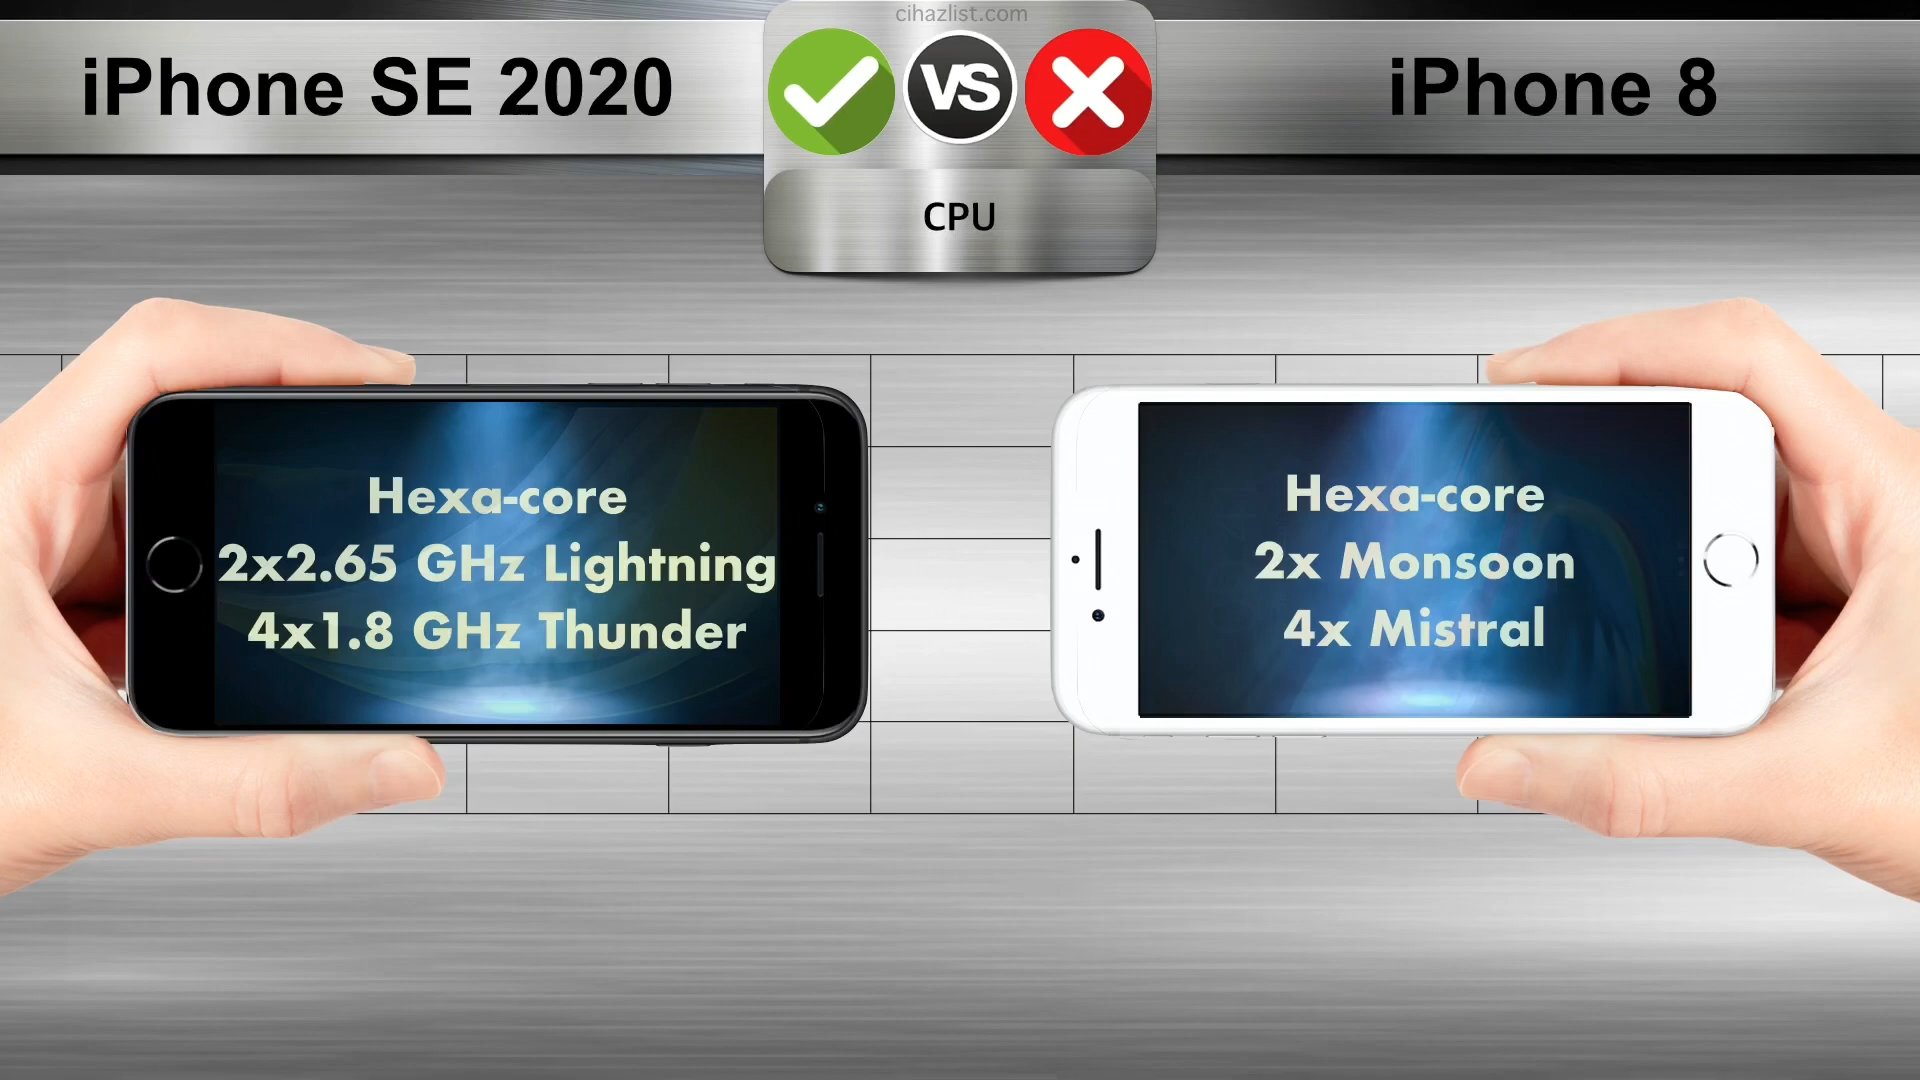 cihazlist.com
iPhone SE 2020
VS
iPhone 8
CPU
Hexa-core
2x2.65 GHz Lightning
4x1.8 GHz Thunder
Hexa-core
2x Monsoon
4x Mistral